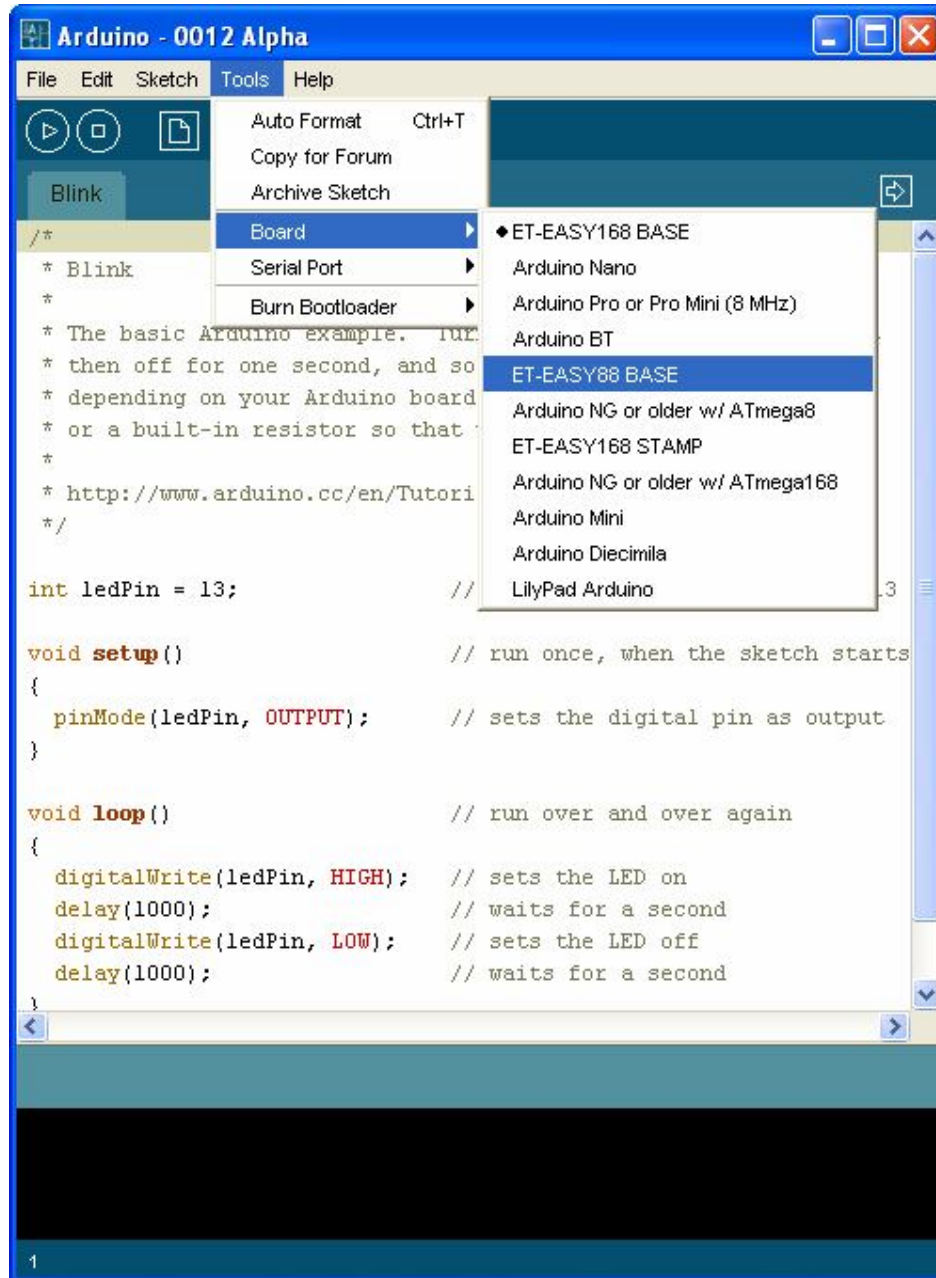 Arduino - 0012 Alpha
File Edit Sketch Tools Help
Auto Format Ctrl+T
Copy for Forum
Archive Sketch
Board
Serial Port
Burn Bootloader
ET-EASY168 BASE
Arduino Nano
Arduino Pro or Pro Mini (8 MHz)
Arduino BT
ET-EASY88 BASE
Arduino NG or older w/ ATmega8
ET-EASY168 STAMP
Arduino NG or older w/ ATmega168
Arduino Mini
Arduino Diecimila
LilyPad Arduino
Blink
/*
* Blink
*
* The basic Arduino example.
* then off for one second, and so
* depending on your Arduino board
* or a built-in resistor so that
*
* http://www.arduino.cc/en/Tutori
*/
int ledPin = 13; // 13
void setup() // run once, when the sketch starts
{
pinMode(ledPin, OUTPUT); // sets the digital pin as output
}
void loop() // run over and over again
{
digitalWrite(ledPin, HIGH); // sets the LED on
delay(1000); // waits for a second
digitalWrite(ledPin, LOW); // sets the LED off
delay(1000); // waits for a second
}
1